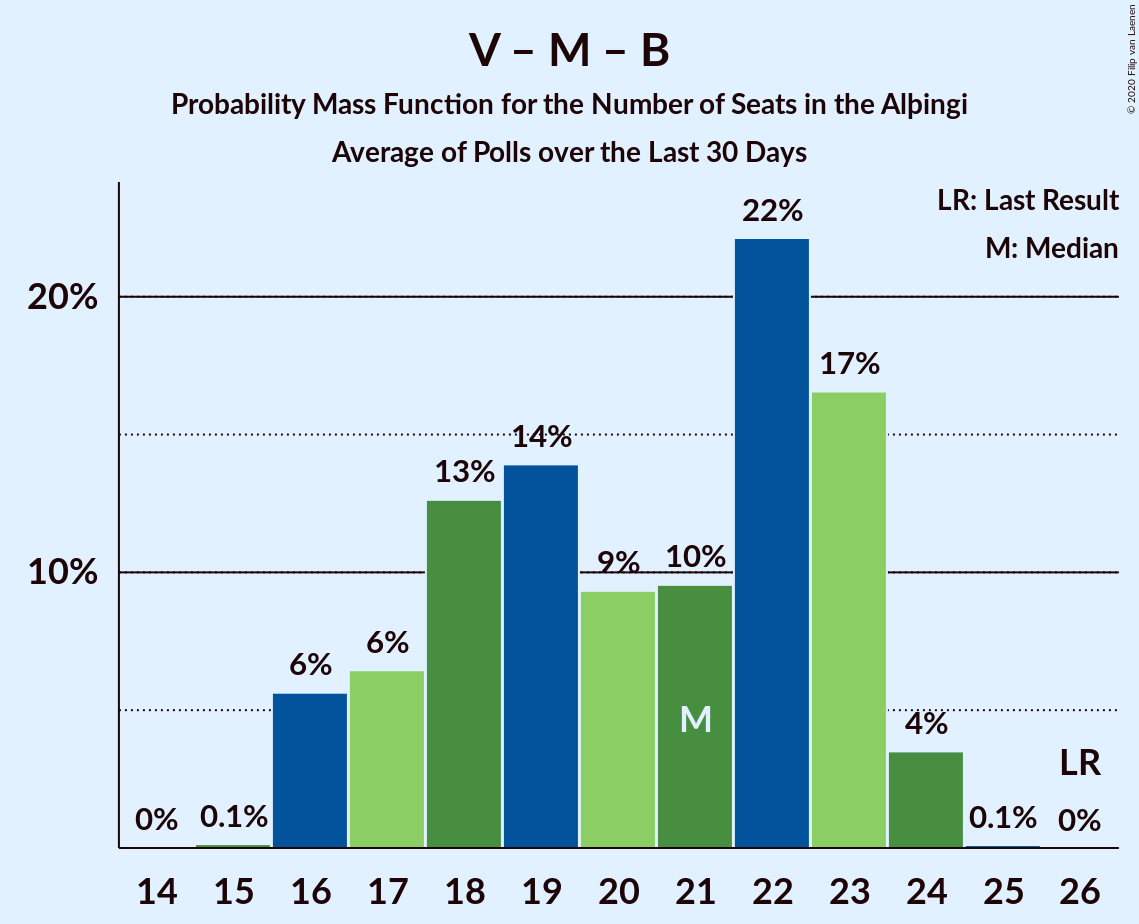 V – M – B
Probability Mass Function for the Number of Seats in the Alþingi
Average of Polls over the Last 30 Days
© 2020 Filip van Laenen
LR: Last Result
M: Median
22%
20%
17%
14%
13%
10%
9%
10%
6%
6%
M
4%
LR
0%
0.1%
0.1%
0%
14 15 16 17 18 19 20 21 22 23 24 25 26